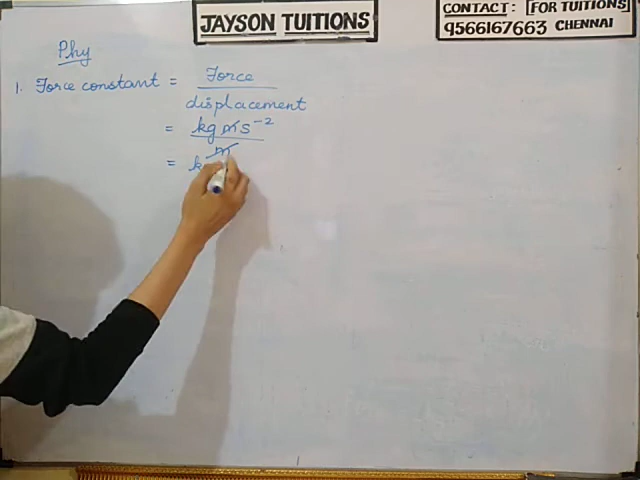 JAYSON TUITIONS
CONTACT: [FOR TUITIONS]
9566167663 CHENNAI
Phy
1. Force constant = Force
displacement
= kg m s⁻²
m
= k